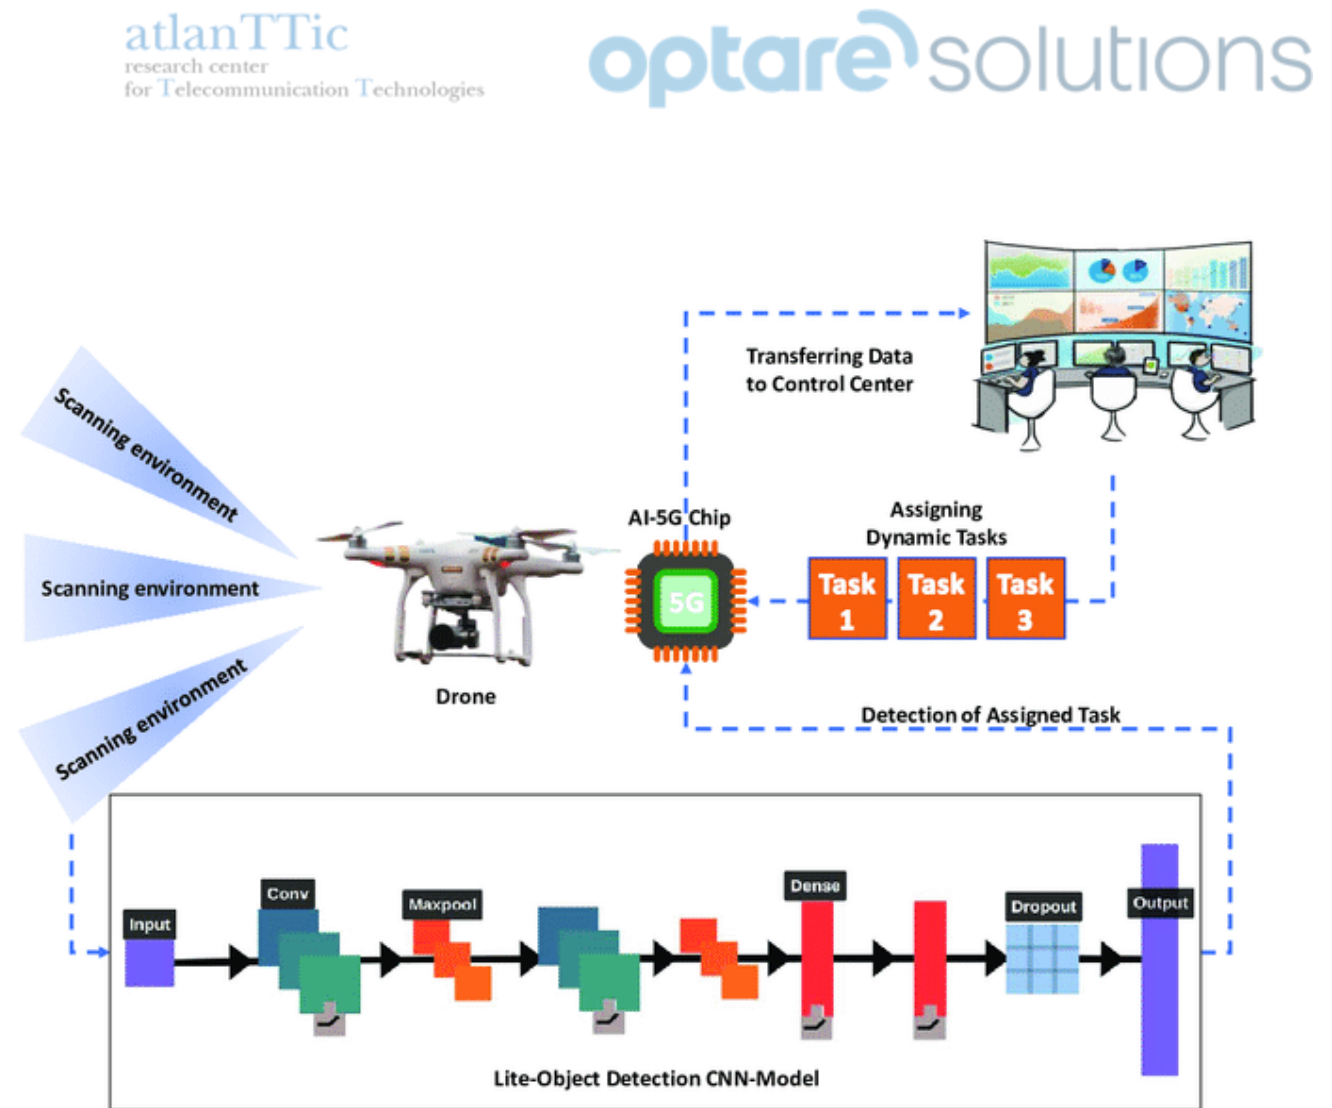 atlanTTic
research center
for Telecommunication Technologies
optare solutions
Transferring Data
to Control Center
Scanning environment
Scanning environment
Scanning environment
Drone
AI-5G Chip
5G
Assigning
Dynamic Tasks
Task
1
Task
2
Task
3
Detection of Assigned Task
Input
Conv
Maxpool
Dense
Dropout
Output
Lite-Object Detection CNN-Model